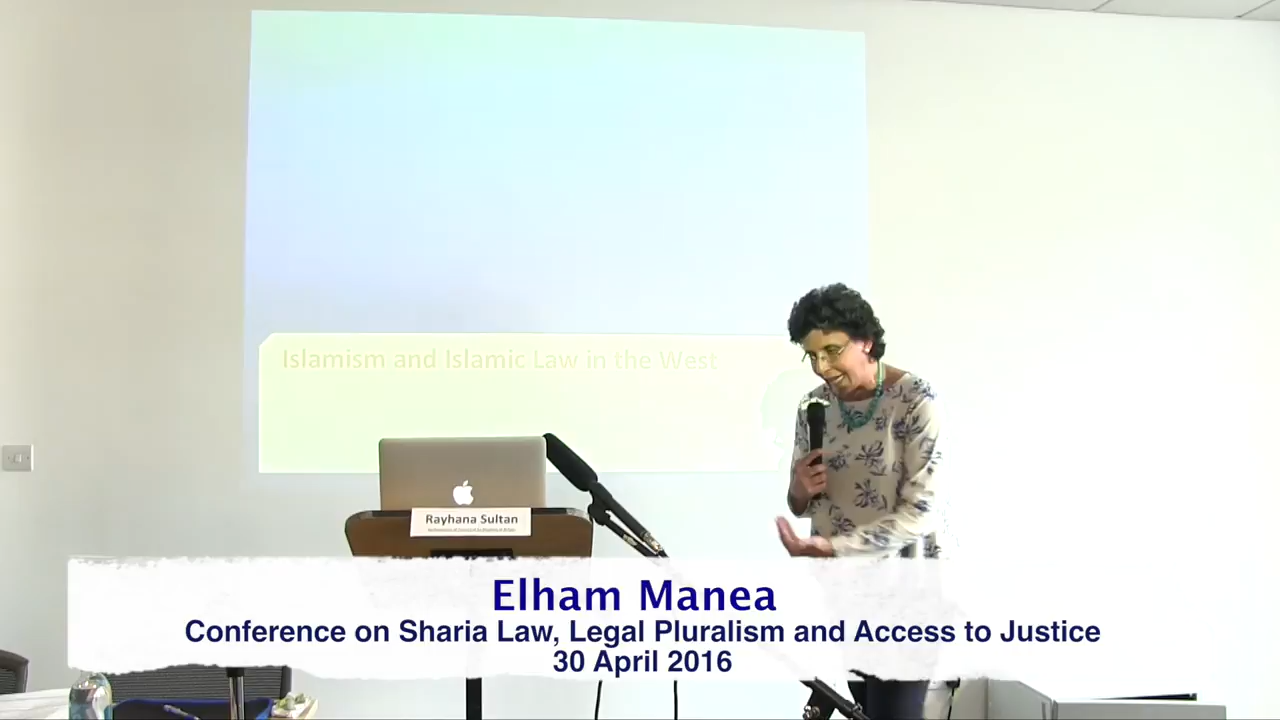 Islamism and Islamic Law in the West
Rayhana Sultan
Elham Manea
Conference on Sharia Law, Legal Pluralism and Access to Justice
30 April 2016